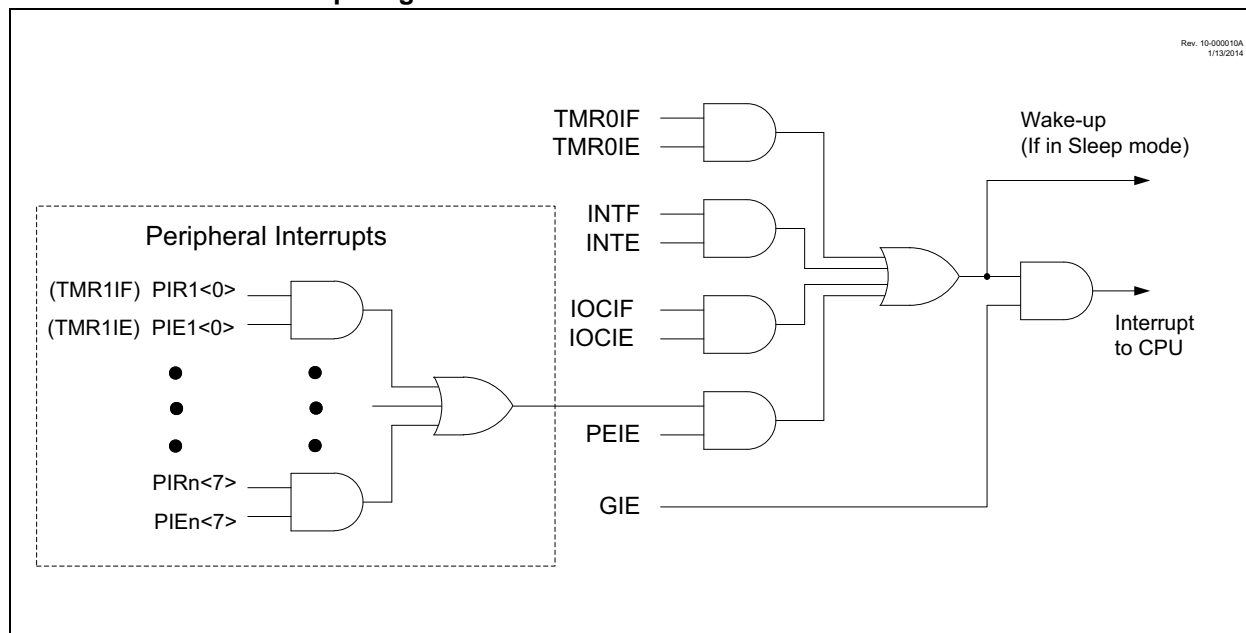 Rev. 10-000010A
1/13/2014
TMR0IF
TMR0IE
Wake-up
(If in Sleep mode)
INTF
INTE
Peripheral Interrupts
(TMR1IF) PIR1<0>
(TMR1IE) PIE1<0>
IOCIF
IOCIE
Interrupt
to CPU
PEIE
PIRn<7>
PIEn<7>
GIE